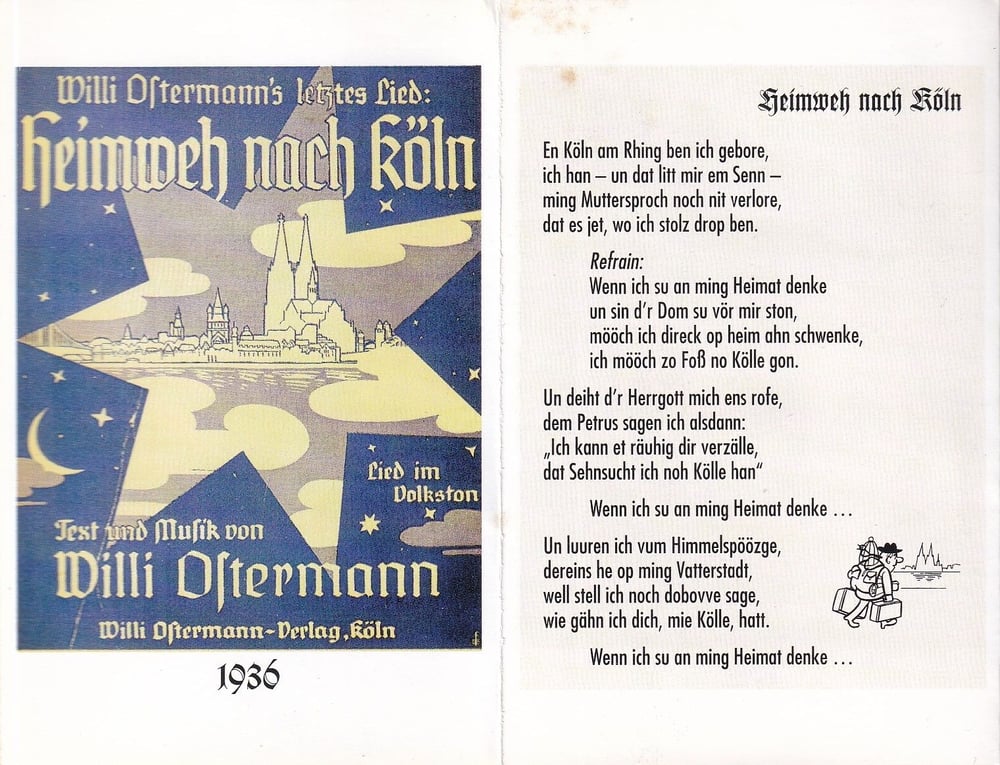 Willi Ostermann's letztes Lied:
Heimweh nach Köln
Lied im
Volkston
Text und Musik von
Willi Ostermann
Willi Ostermann-Verlag, Köln
1936
Heimweh nach Köln
En Köln am Rhing ben ich gebore,
ich han – un dat litt mir em Senn –
ming Muttersproch noch nit verlore,
dat es jet, wo ich stolz drop ben.
Refrain:
Wenn ich su an ming Heimat denke
un sin d'r Dom su vör mir ston,
mööch ich direck op heim ahn schwenke,
ich mööch zo Foß no Kölle gon.
Un deiht d'r Herrgott mich ens rofe,
dem Petrus sagen ich alsdann:
„Ich kann et räuhig dir verzälle,
dat Sehnsucht ich noh Kölle han“
Wenn ich su an ming Heimat denke ...
Un luuren ich vum Himmelspöözge,
dereins he op ming Vatterstadt,
well stell ich noch dobovve sage,
wie gähn ich dich, mie Kölle, hatt.
Wenn ich su an ming Heimat denke ...